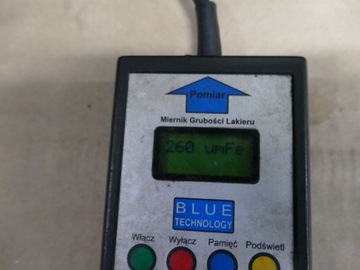 Pomiar
Miernik Grubości Lakieru
260 umFe
BLUE
TECHNOLOGY
Włącz Wyłącz Pamięć Podświetl